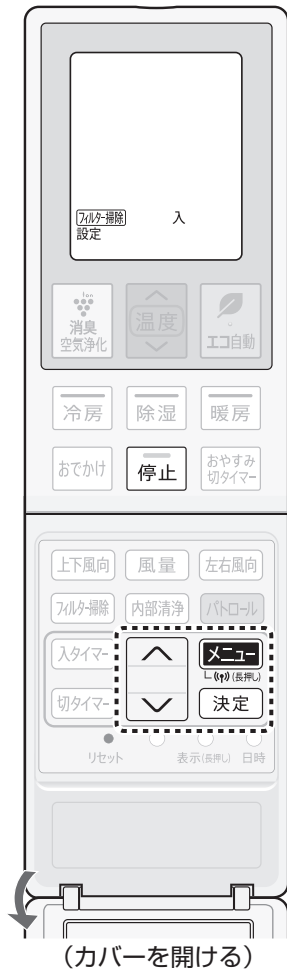 フィルター掃除 入
設定
Ion
消臭
空気浄化
温度
エコ自動
冷房 除湿 暖房
おでかけ 停止 おやすみ
切タイマー
上下風向 風量 左右風向
フィルター掃除 内部清浄 パトロール
入タイマー メニュー
(長押し)
切タイマー 決定
リセット 表示(長押し) 日時
(カバーを開ける)